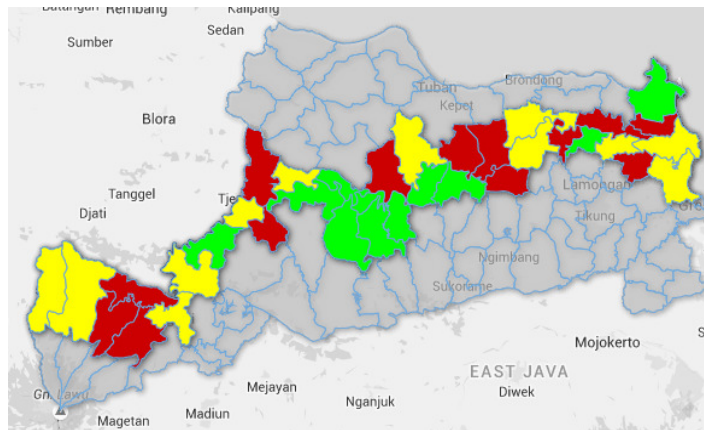 Rembang
Kalipang
Sumber
Sedan
Tuban
Brondong
Kepet
Blora
Tanggel
Tje
Djati
Lamongan
Tikung
Ngimbang
Sukorame
Mojokerto
EAST JAVA
Mejayan
Diwek
Gn. Lawu
Nganjuk
Magetan
Madiun